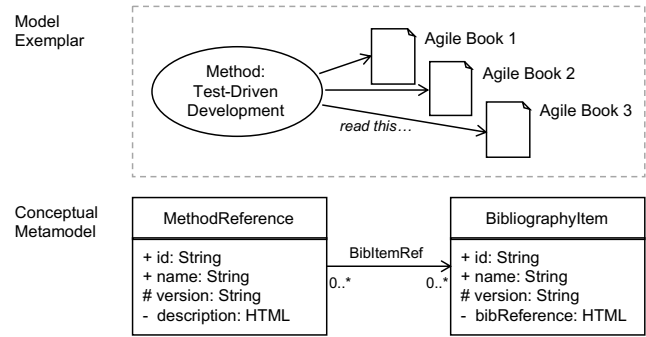 Model
Exemplar
Method:
Test-Driven
Development
Agile Book 1
Agile Book 2
Agile Book 3
read this...
Conceptual
Metamodel
MethodReference
+ id: String
+ name: String
# version: String
- description: HTML
BibItemRef
0..*
0..*
BibliographyItem
+ id: String
+ name: String
# version: String
- bibReference: HTML